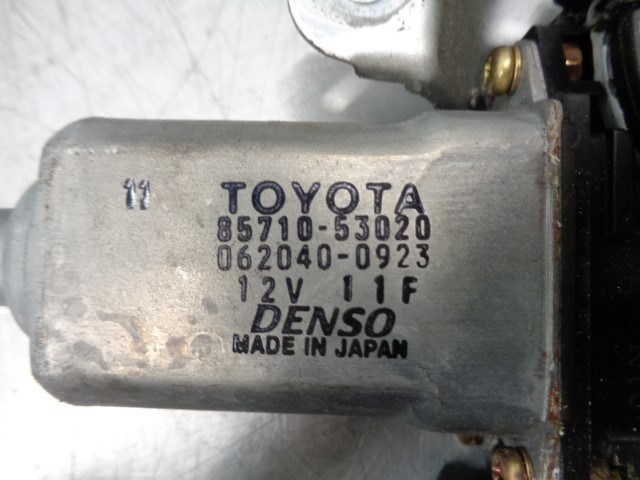 11
TOYOTA
85710-53020
062040-0923
12V 11F
DENSO
MADE IN JAPAN